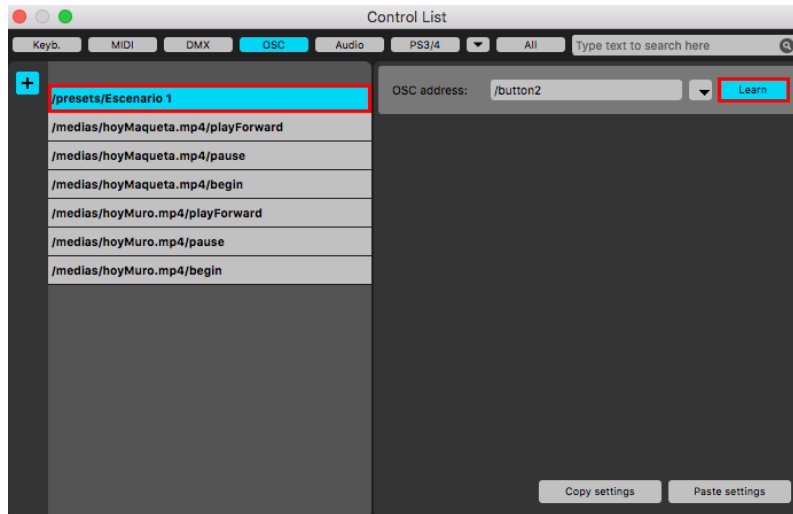 Control List
Keyb. MIDI DMX OSC Audio PS3/4 All Type text to search here
+
/presets/Escenario 1
/medias/hoyMaqueta.mp4/playForward
/medias/hoyMaqueta.mp4/pause
/medias/hoyMaqueta.mp4/begin
/medias/hoyMuro.mp4/playForward
/medias/hoyMuro.mp4/pause
/medias/hoyMuro.mp4/begin
OSC address: /button2 Learn
Copy settings Paste settings